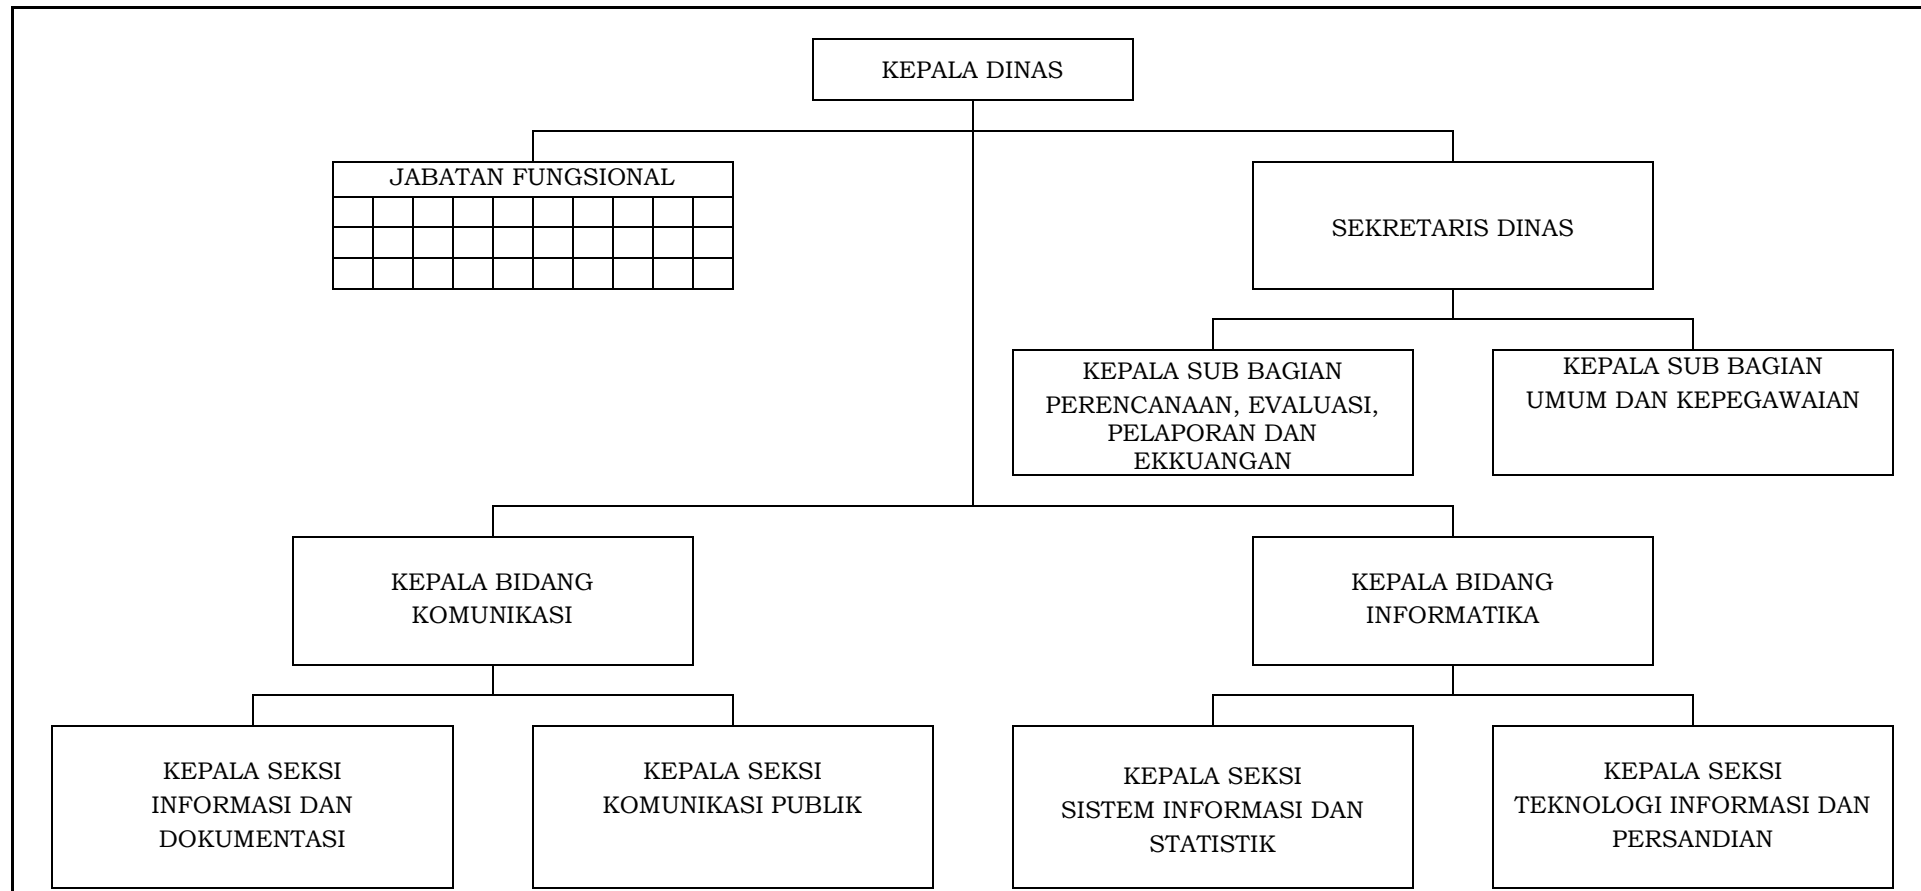 KEPALA DINAS
JABATAN FUNGSIONAL
SEKRETARIS DINAS
KEPALA SUB BAGIAN
PERENCANAAN, EVALUASI,
PELAPORAN DAN
EKKUANGAN
KEPALA SUB BAGIAN
UMUM DAN KEPEGAWAIAN
KEPALA BIDANG
KOMUNIKASI
KEPALA BIDANG
INFORMATIKA
KEPALA SEKSI
INFORMASI DAN
DOKUMENTASI
KEPALA SEKSI
KOMUNIKASI PUBLIK
KEPALA SEKSI
SISTEM INFORMASI DAN
STATISTIK
KEPALA SEKSI
TEKNOLOGI INFORMASI DAN
PERSANDIAN